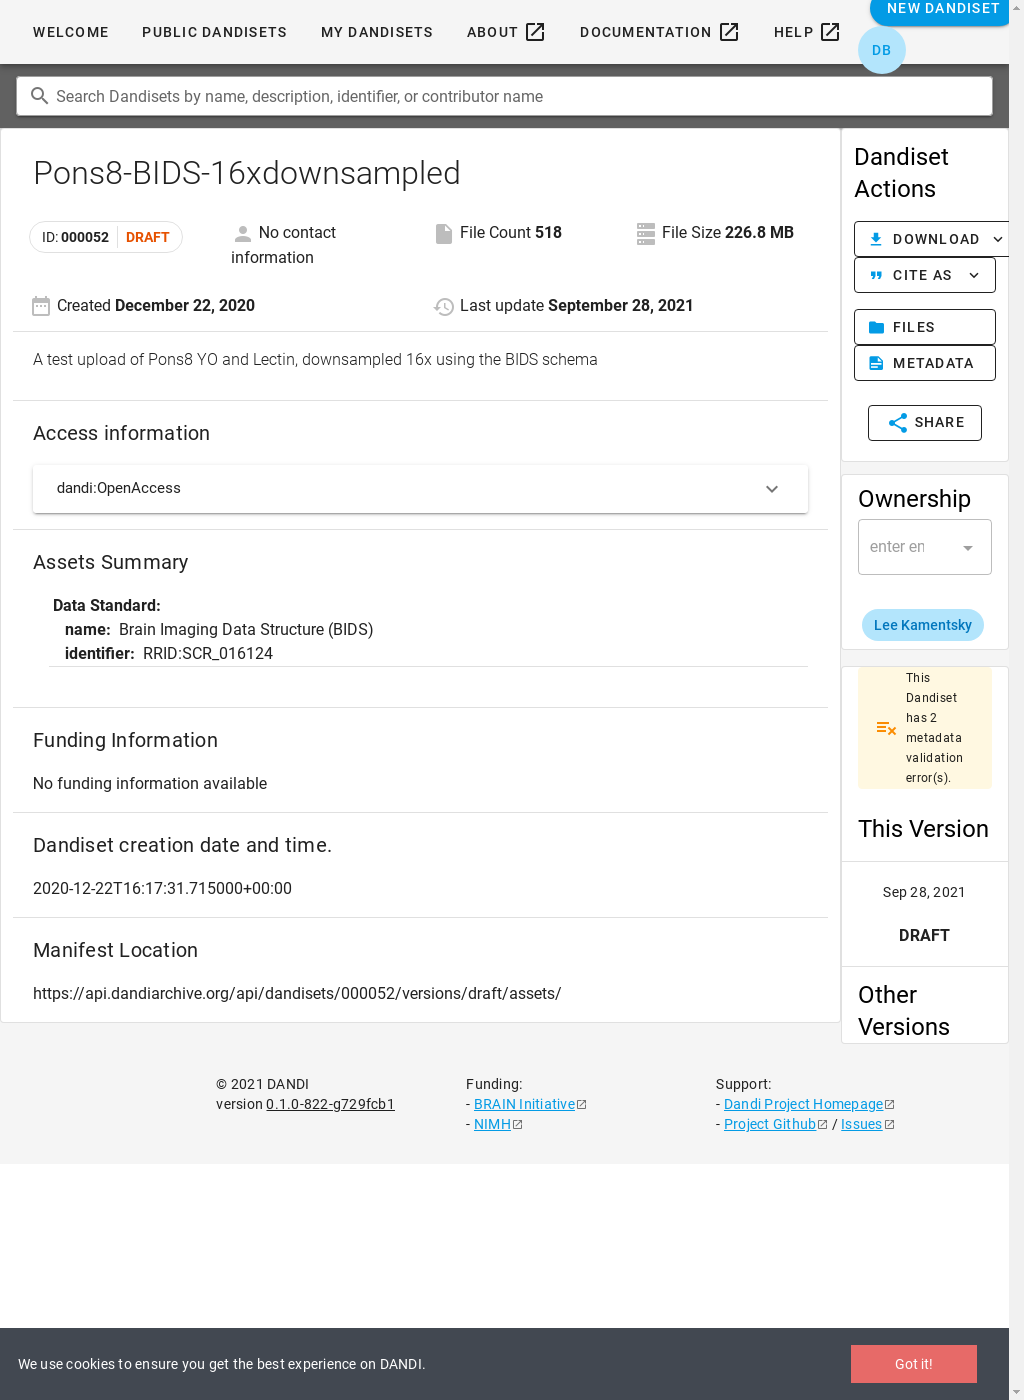 WELCOME PUBLIC DANDISETS MY DANDISETS ABOUT DOCUMENTATION HELP NEW DANDISET
DB
Search Dandisets by name, description, identifier, or contributor name
Pons8-BIDS-16xdownsampled
ID: 000052 DRAFT
No contact information
File Count 518
File Size 226.8 MB
Created December 22, 2020
Last update September 28, 2021
A test upload of Pons8 YO and Lectin, downsampled 16x using the BIDS schema
Access information
dandi:OpenAccess
Assets Summary
Data Standard:
name: Brain Imaging Data Structure (BIDS)
identifier: RRID:SCR_016124
Funding Information
No funding information available
Dandiset creation date and time.
2020-12-22T16:17:31.715000+00:00
Manifest Location
https://api.dandiarchive.org/api/dandisets/000052/versions/draft/assets/
Dandiset
Actions
DOWNLOAD
CITE AS
FILES
METADATA
SHARE
Ownership
enter en
Lee Kamentsky
This
Dandiset
has 2
metadata
validation
error(s).
This Version
Sep 28, 2021
DRAFT
Other
Versions
© 2021 DANDI
version 0.1.0-822-g729fcb1
Funding:
- BRAIN Initiative
- NIMH
Support:
- Dandi Project Homepage
- Project Github / Issues
We use cookies to ensure you get the best experience on DANDI.
Got it!